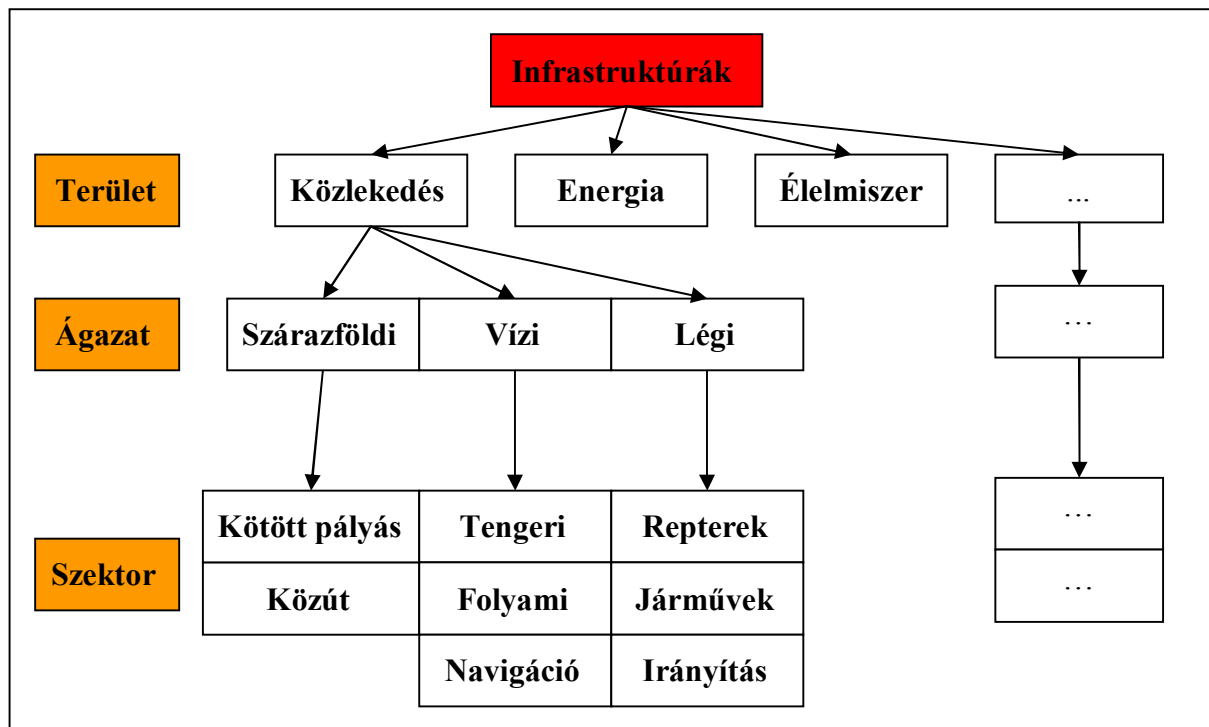 Infrastruktúrák
Terület
Közlekedés
Energia
Élelmiszer
...
Ágazat
Szárazföldi
Vízi
Légi
…
Szektor
Kötött pályás
Tengeri
Repterek
…
Közút
Folyami
Járművek
…
Navigáció
Irányítás